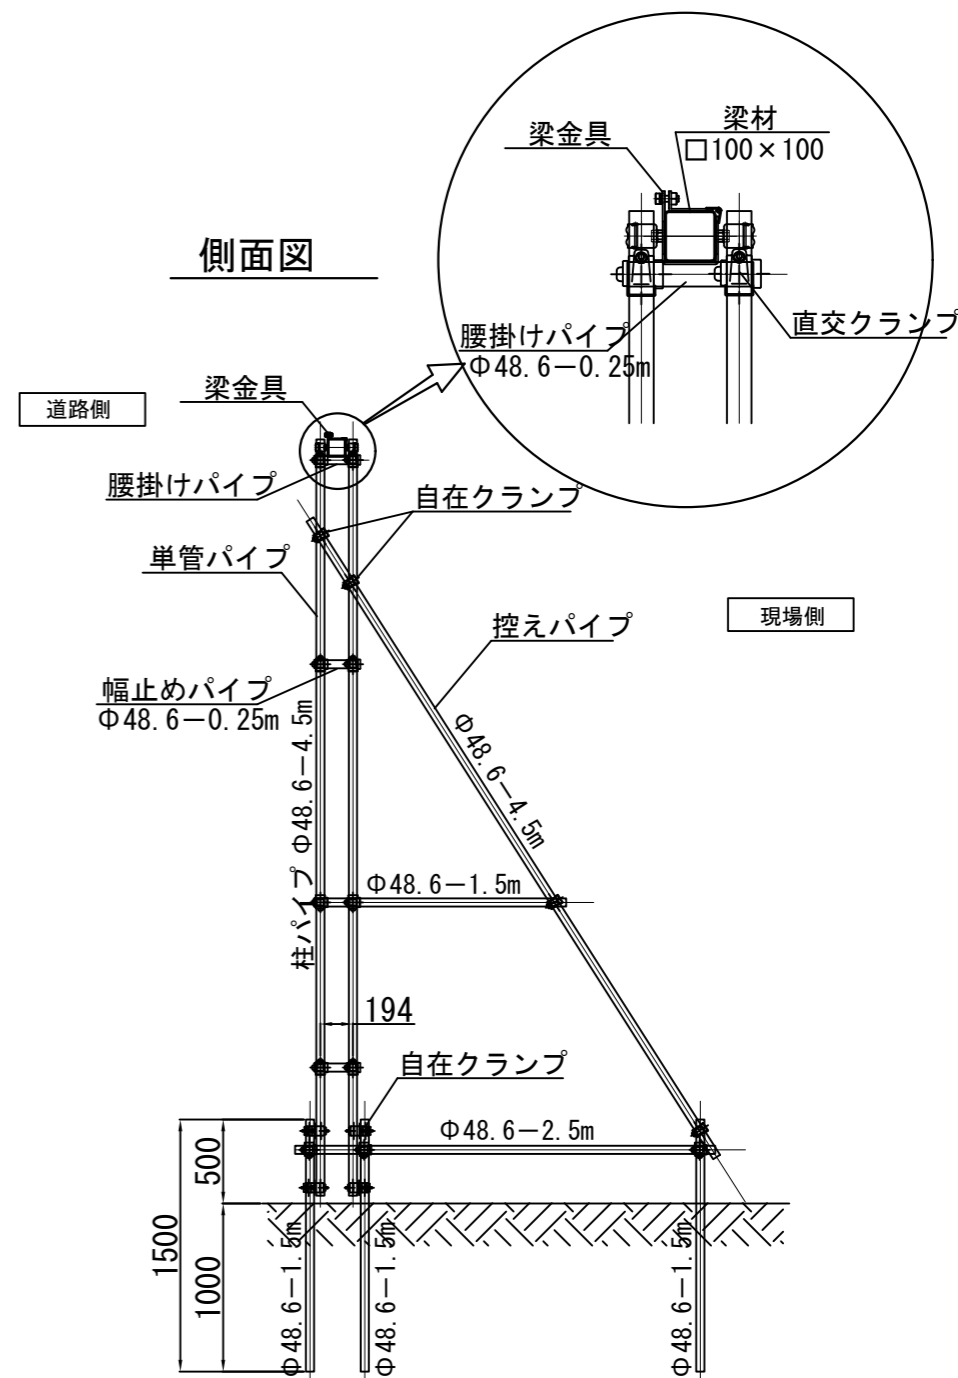 梁金具
梁材
□100×100
側面図
腰掛けパイプ
Φ48.6－0.25m
直交クランプ
道路側
梁金具
腰掛けパイプ
自在クランプ
単管パイプ
現場側
控えパイプ
幅止めパイプ
Φ48.6－0.25m
柱パイプ Φ48.6－4.5m
Φ48.6－4.5m
Φ48.6－1.5m
194
自在クランプ
Φ48.6－2.5m
500
1500
1000
Φ48.6－1.5m
Φ48.6－1.5m
Φ48.6－1.5m